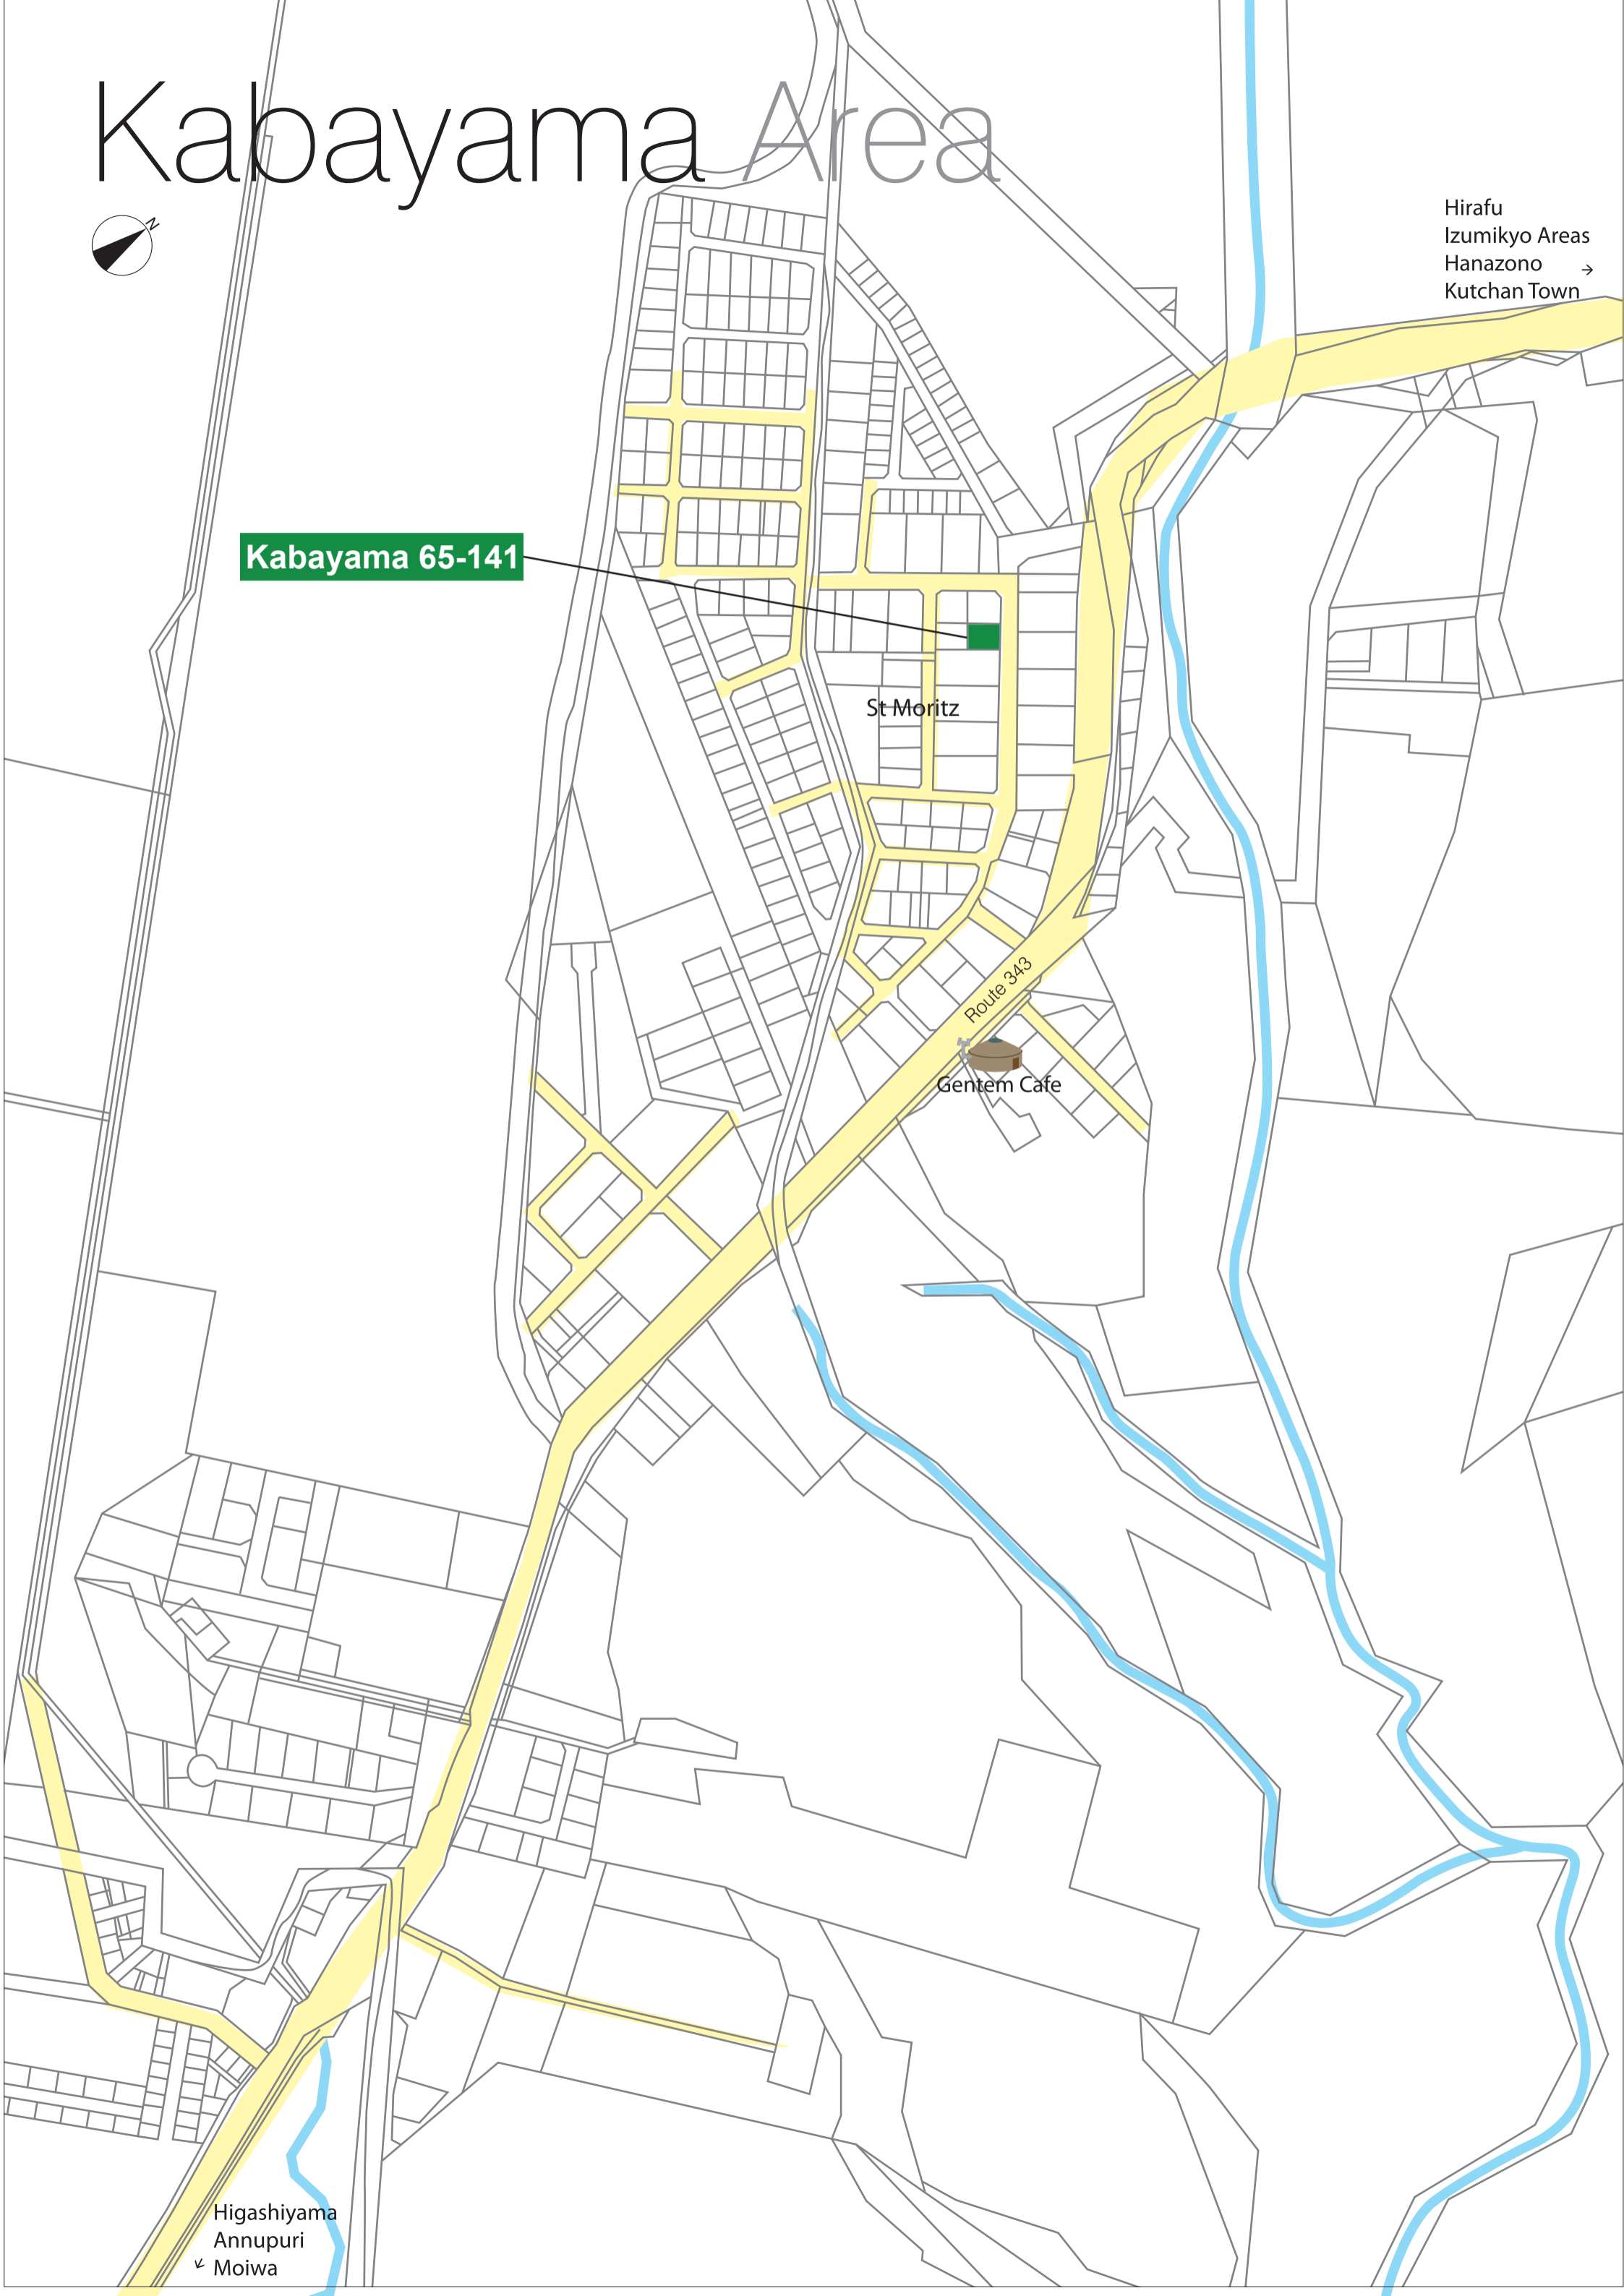 Kabayama Area
N
Hirafu
Izumikyo Areas
Hanazono →
Kutchan Town
Kabayama 65-141
St Moritz
Route 343
Gentem Cafe
Higashiyama
Annupuri
↙ Moiwa